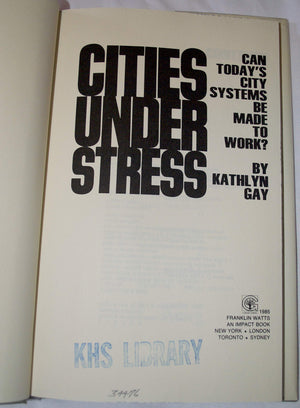 CITIES
UNDER
STRESS
CAN
TODAY'S
CITY
SYSTEMS
BE
MADE
TO
WORK?
BY
KATHLYN
GAY
1985
FRANKLIN WATTS
AN IMPACT BOOK
NEW YORK • LONDON
TORONTO • SYDNEY
KHS LIBRARY